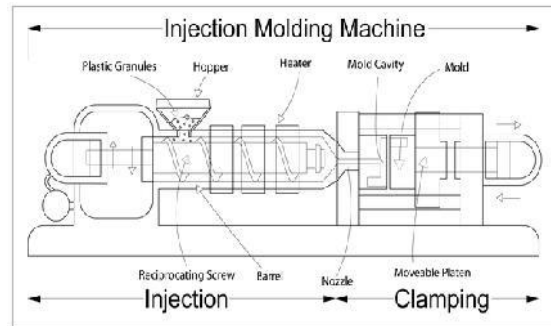 Injection Molding Machine
Plastic Granules
Hopper
Heater
Mold Cavity
Mold
Reciprocating Screw
Barrel
Nozzle
Moveable Platen
Injection
Clamping